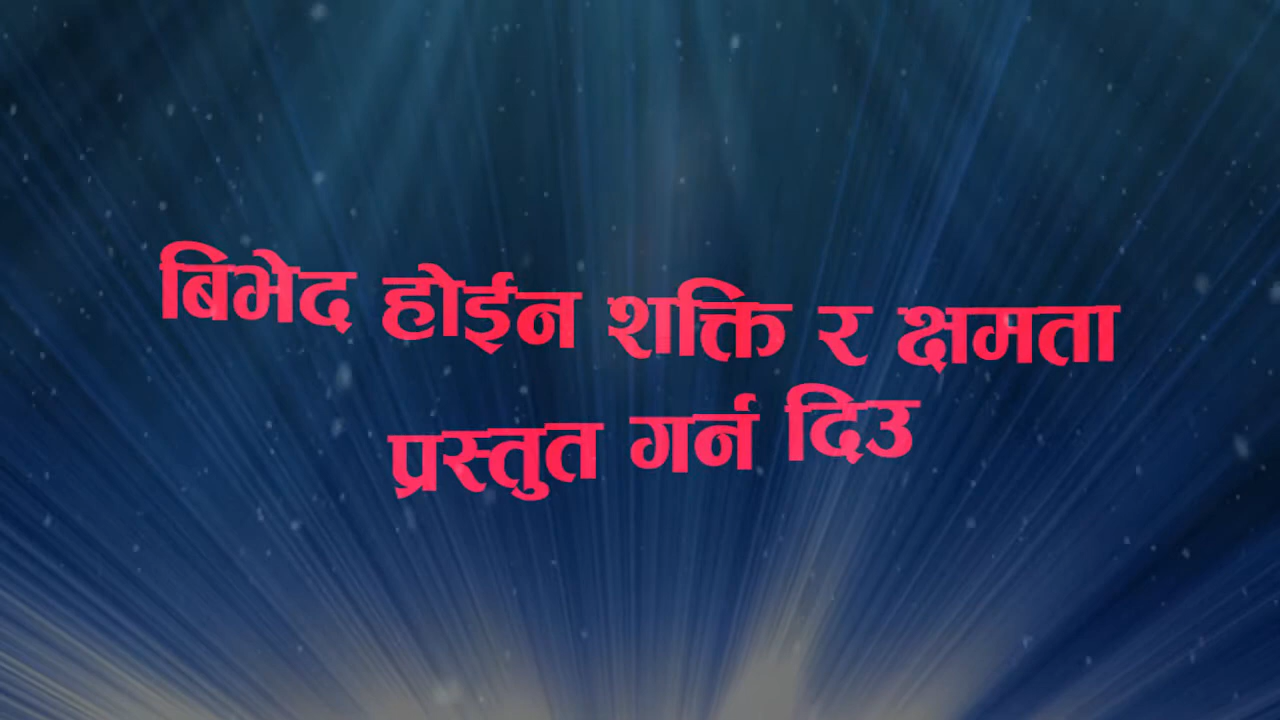 बिभेद होईन शक्ति र क्षमता
प्रस्तुत गर्न दिउ